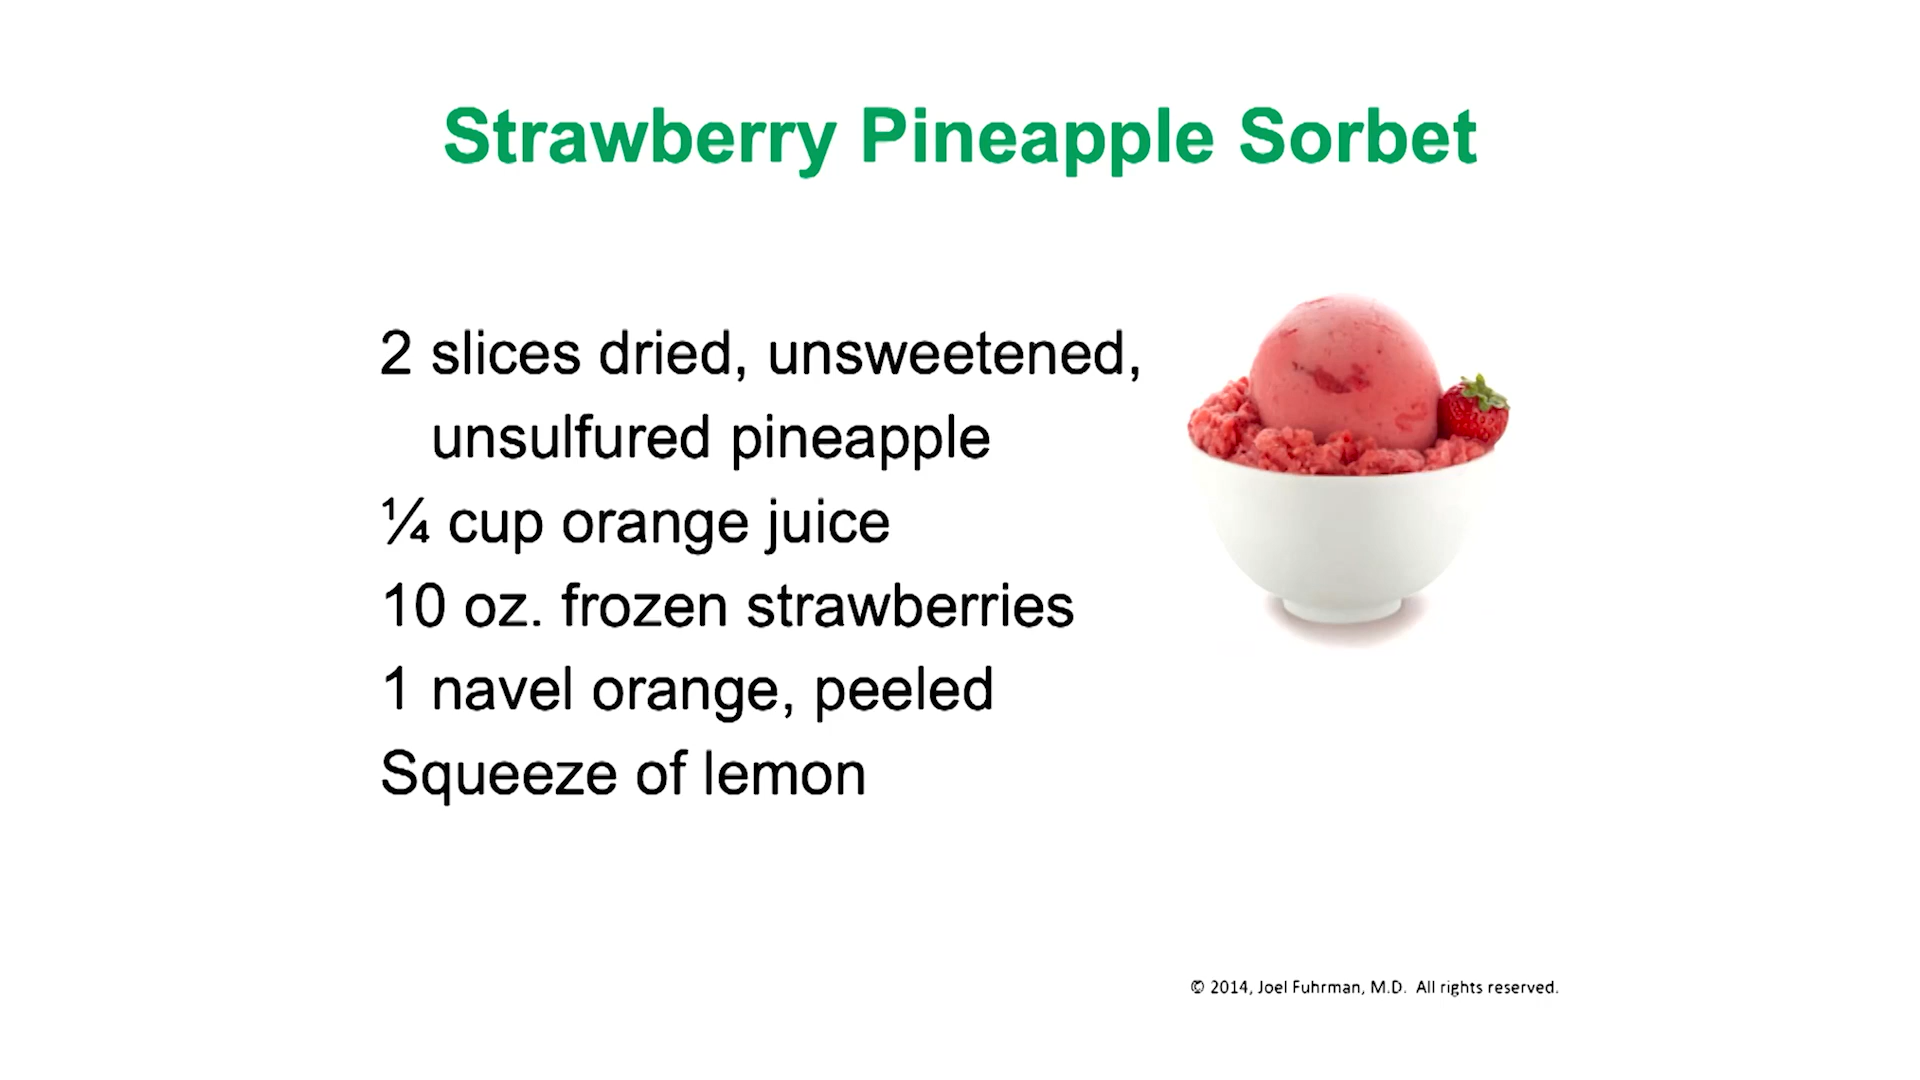 Strawberry Pineapple Sorbet
2 slices dried, unsweetened,
unsulfured pineapple
¼ cup orange juice
10 oz. frozen strawberries
1 navel orange, peeled
Squeeze of lemon
© 2014, Joel Fuhrman, M.D. All rights reserved.